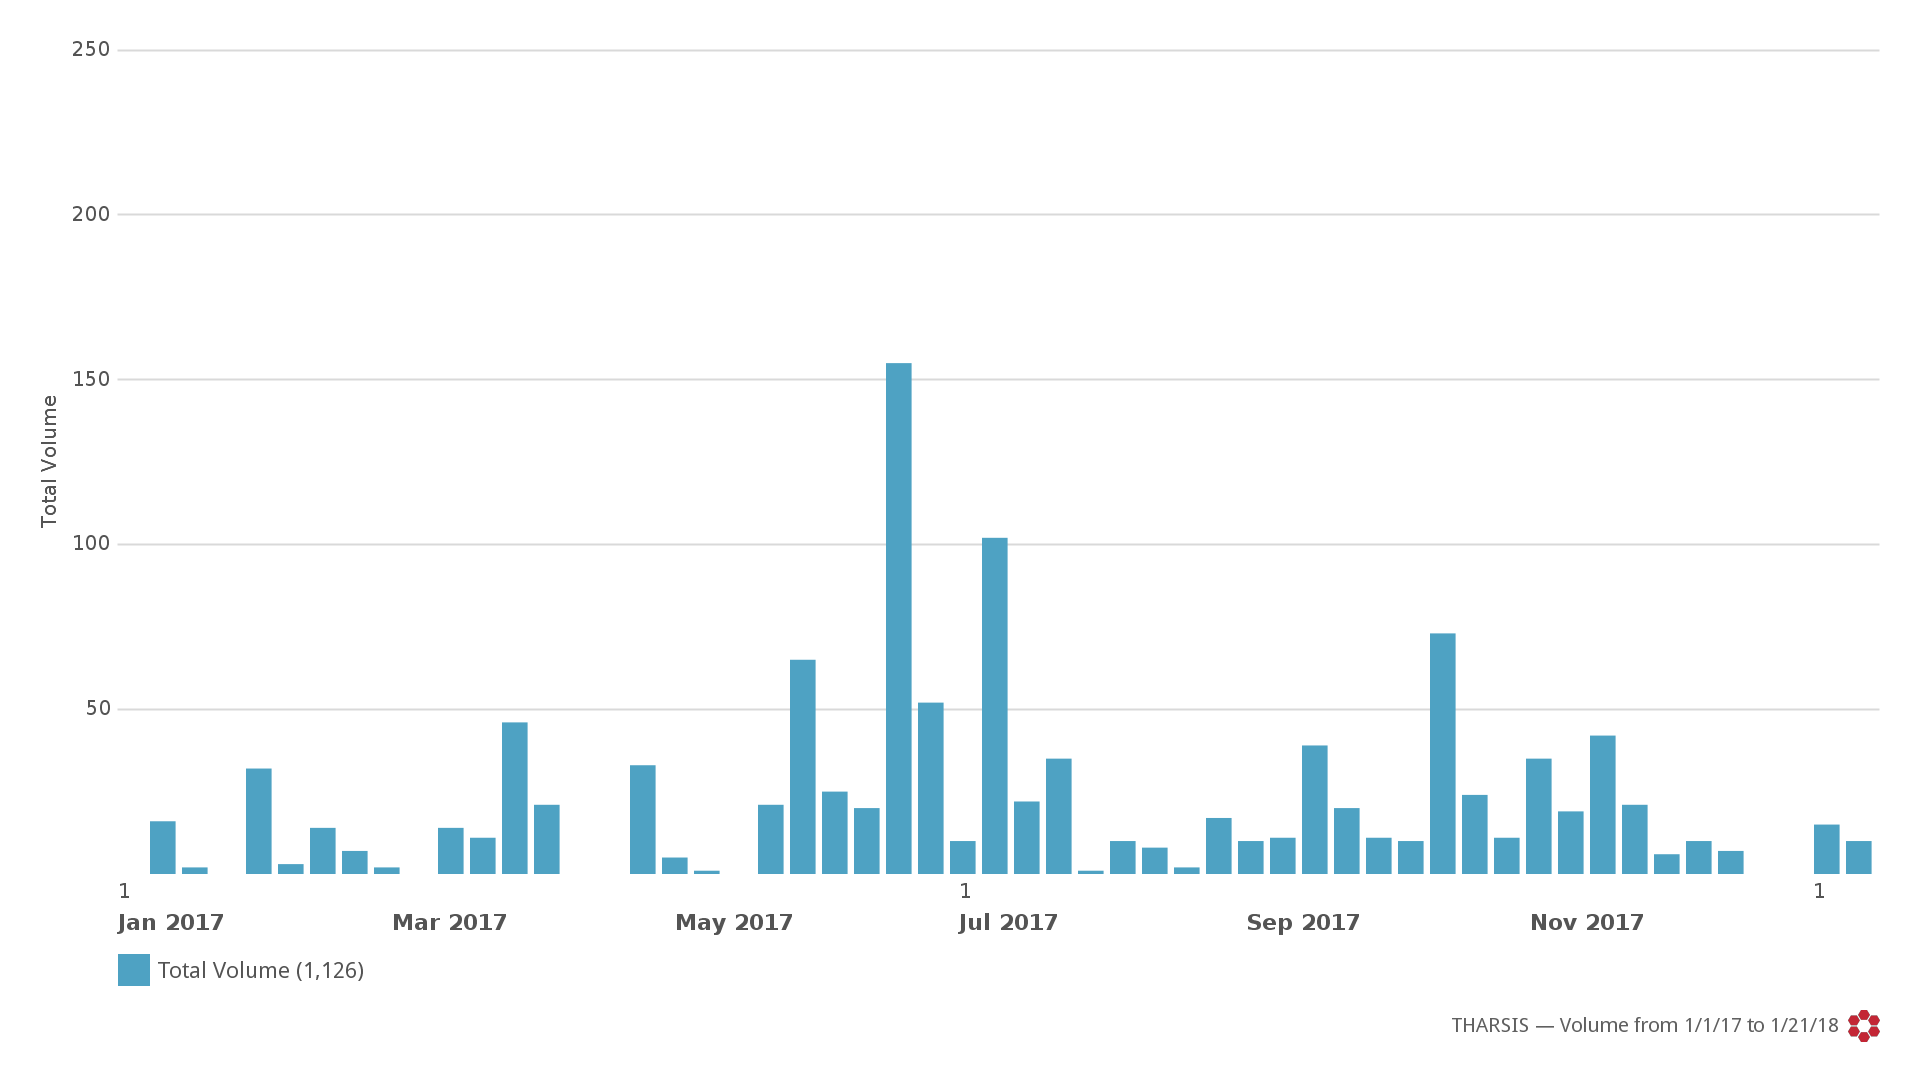 250
200
150
100
50
Total Volume
1 1 1
Jan 2017 Mar 2017 May 2017 Jul 2017 Sep 2017 Nov 2017
Total Volume (1,126)
THARSIS — Volume from 1/1/17 to 1/21/18